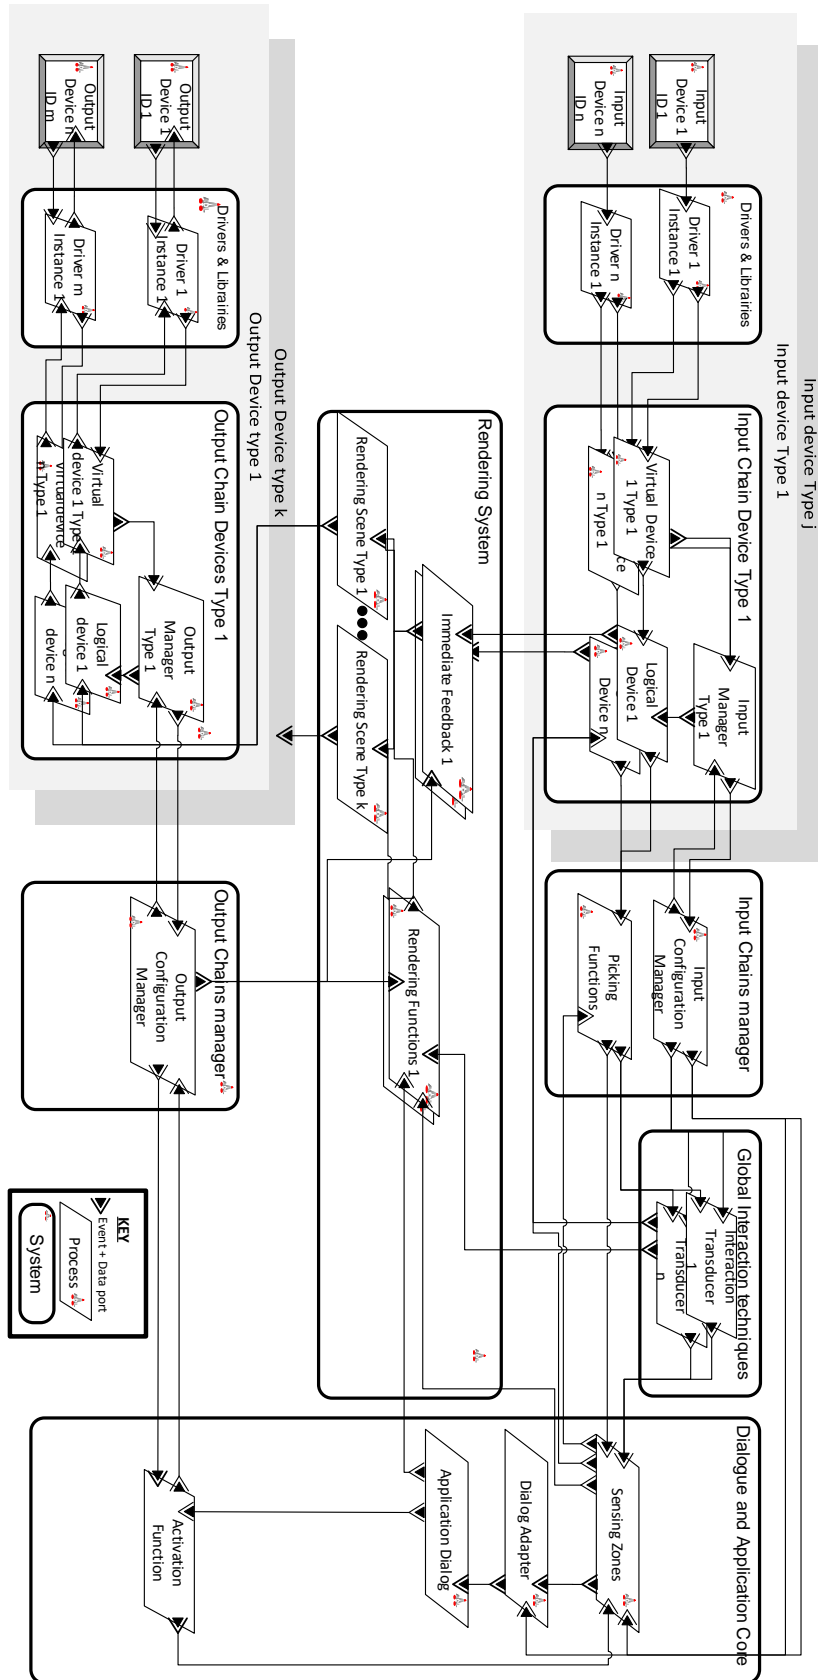 Input device Type j
Input device Type 1
Input
Device 1
ID 1
Input
Device n
ID n
Drivers & Librairies
Driver 1
Instance 1
Driver n
Instance 1
Input Chain Device Type 1
Virtual Device
1 Type 1
n Type 1
Input
Manager
Type 1
Logical
Device 1
Device n
Input Chains manager
Input
Configuration
Manager
Picking
Functions
Global Interaction techniques
Interaction
Transducer
1
Transducer
n
Dialogue and Application Core
Sensing Zones
Dialog Adapter
Application Dialog
Activation
Function
Rendering System
Immediate Feedback 1
Rendering Scene Type 1
Rendering Scene Type k
Rendering Functions 1
Output Device type k
Output Device type 1
Output
Device 1
ID 1
Output
Device n
ID m
Drivers & Librairies
Driver 1
Instance 1
Driver m
Instance 1
Output Chain Devices Type 1
Virtual
device 1 Type
Virtual device
n Type 1
Output
Manager
Type 1
Logical
device 1
device n
Output Chains manager
Output
Configuration
Manager
KEY
Event + Data port
Process
System